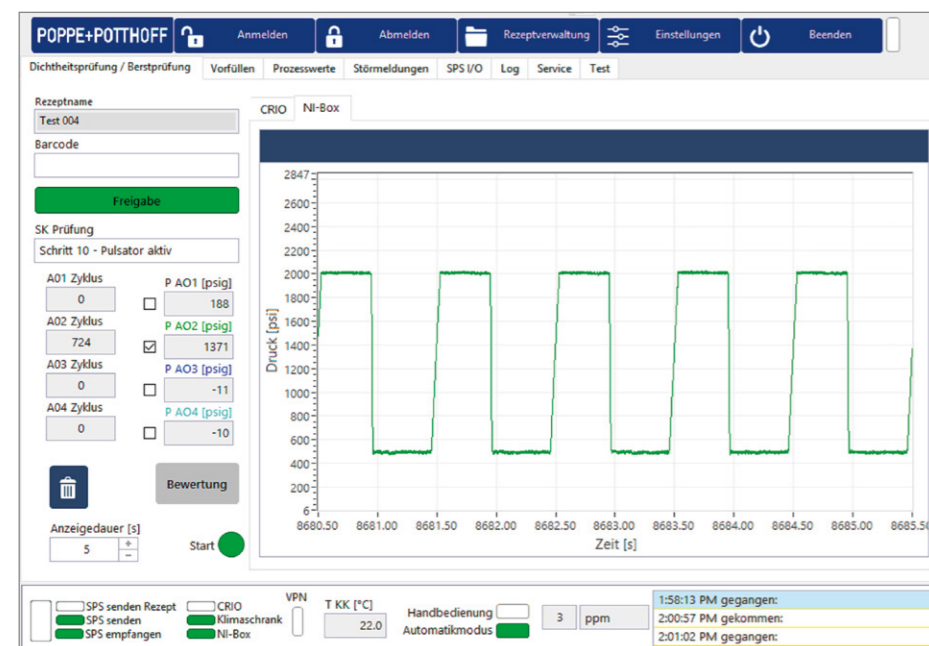 POPPE+POTTHOFF Anmelden Abmelden Rezeptverwaltung Einstellungen Beenden
Dichtheitsprüfung / Berstprüfung Vorfüllen Prozesswerte Störmeldungen SPS I/O Log Service Test
Rezeptname
Test 004
Barcode
Freigabe
SK Prüfung
Schritt 10 - Pulsator aktiv
A01 Zyklus
0
P AO1 [psig]
188
A02 Zyklus
724
P AO2 [psig]
1371
A03 Zyklus
0
P AO3 [psig]
-11
A04 Zyklus
0
P AO4 [psig]
-10
Bewertung
Anzeigedauer [s]
5
+
−
Start
CRIO NI-Box
Druck [psi]
2847
2600
2400
2200
2000
1800
1600
1400
1200
1000
800
600
400
200
6
8680.50 8681.00 8681.50 8682.00 8682.50 8683.00 8683.50 8684.00 8684.50 8685.00 8685.50
Zeit [s]
SPS senden Rezept
SPS senden
SPS empfangen
CRIO
Klimaschrank
NI-Box
VPN
T KK [°C]
22.0
Handbedienung
Automatikmodus
3 ppm
1:58:13 PM gegangen:
2:00:57 PM gekommen:
2:01:02 PM gegangen: